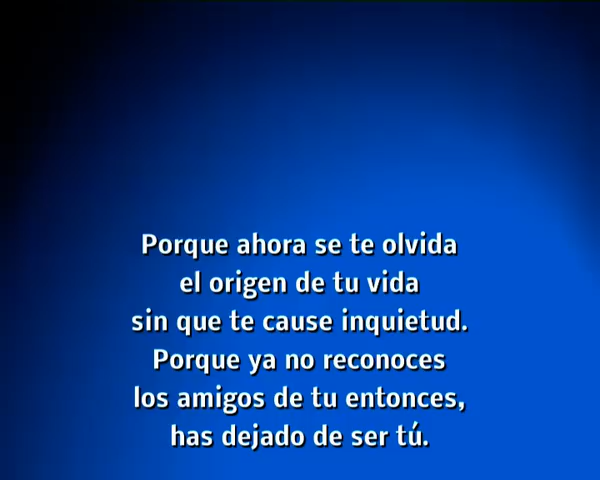 Porque ahora se te olvida
el origen de tu vida
sin que te cause inquietud.
Porque ya no reconoces
los amigos de tu entonces,
has dejado de ser tú.